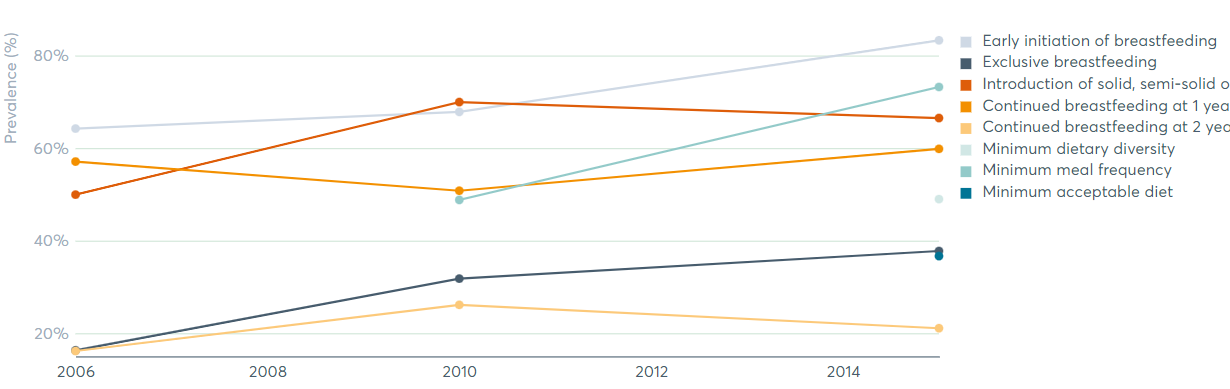 Prevalence (%)
80%
60%
40%
20%
2006 2008 2010 2012 2014
Early initiation of breastfeeding
Exclusive breastfeeding
Introduction of solid, semi-solid o
Continued breastfeeding at 1 yea
Continued breastfeeding at 2 yea
Minimum dietary diversity
Minimum meal frequency
Minimum acceptable diet